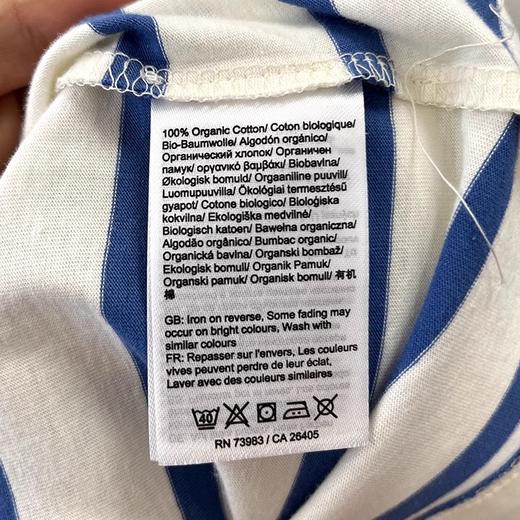 100% Organic Cotton/ Coton biologique/
Bio-Baumwolle/ Algodón orgánico/
Органический хлопок/ Органичен
памук/ οργανικό βαμβάκι/ Biobavlna/
Økologisk bomuld/ Orgaaniline puuvill/
Luomupuuvilla/ Ökológiai termesztésű
gyapot/ Cotone biologico/ Bioloģiska
kokvilna/ Ekologiška medvilnė/
Biologisch katoen/ Bawełna organiczna/
Algodão orgânico/ Bumbac organic/
Organická bavlna/ Organski bombaž/
Ekologisk bomull/ Organik Pamuk/
Organski pamuk/ Organisk bomull/ 有机
棉
GB: Iron on reverse, Some fading may
occur on bright colours, Wash with
similar colours
FR: Repasser sur l'envers, Les couleurs
vives peuvent perdre de leur éclat,
Laver avec des couleurs similaires
40
RN 73983 / CA 26405